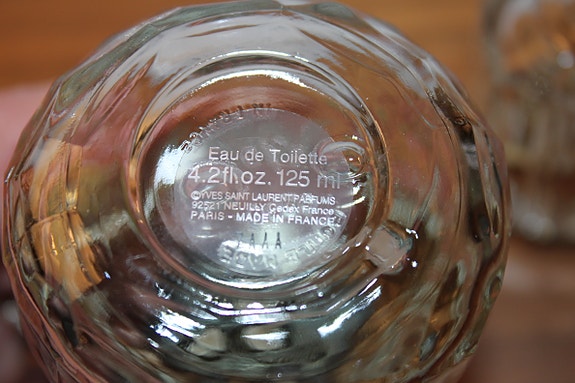 Eau de Toilette
4.2fl.oz. 125 ml
©YVES SAINT LAURENT PARFUMS
92521 NEUILLY Cedex France
PARIS - MADE IN FRANCE